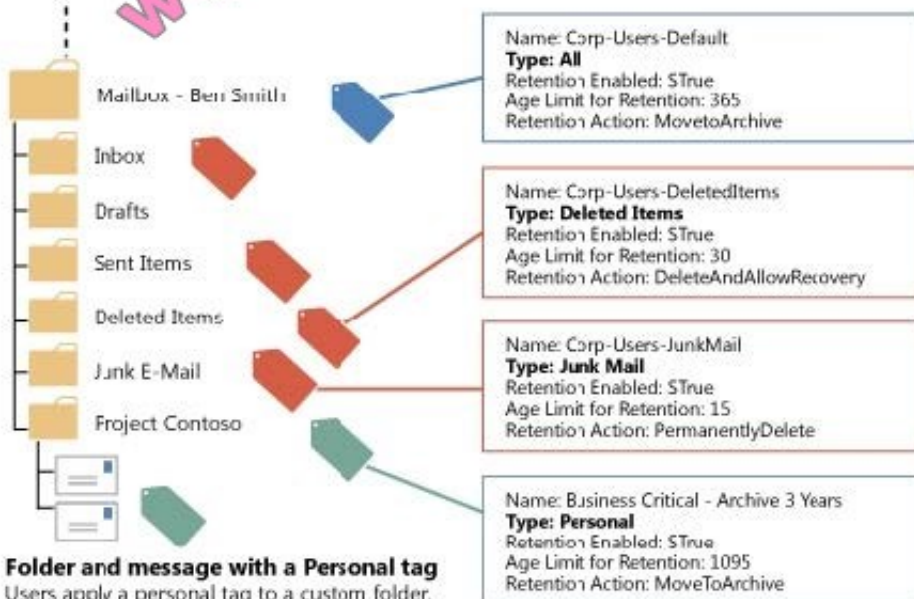 W
Mailbox - Ben Smith
Inbox
Drafts
Sent Items
Deleted Items
Junk E-Mail
Project Contoso
Folder and message with a Personal tag
Users apply a personal tag to a custom folder.
Name: Corp-Users-Default
Type: All
Retention Enabled: $True
Age Limit for Retention: 365
Retention Action: MovetoArchive
Name: Corp-Users-DeletedItems
Type: Deleted Items
Retention Enabled: $True
Age Limit for Retention: 30
Retention Action: DeleteAndAllowRecovery
Name: Corp-Users-JunkMail
Type: Junk Mail
Retention Enabled: $True
Age Limit for Retention: 15
Retention Action: PermanentlyDelete
Name: Business Critical - Archive 3 Years
Type: Personal
Retention Enabled: $True
Age Limit for Retention: 1095
Retention Action: MoveToArchive